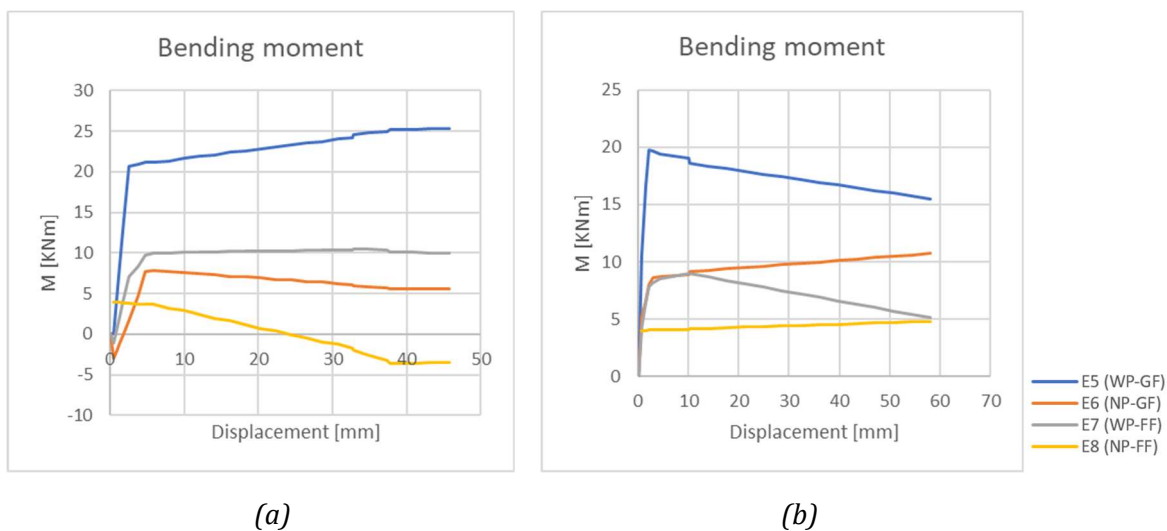 Bending moment
30
25
20
15
10
5
0
-5
-10
0 10 20 30 40 50
M [KNm]
Displacement [mm]
(a)
Bending moment
25
20
15
10
5
0
0 10 20 30 40 50 60 70
M [KNm]
Displacement [mm]
(b)
E5 (WP-GF)
E6 (NP-GF)
E7 (WP-FF)
E8 (NP-FF)